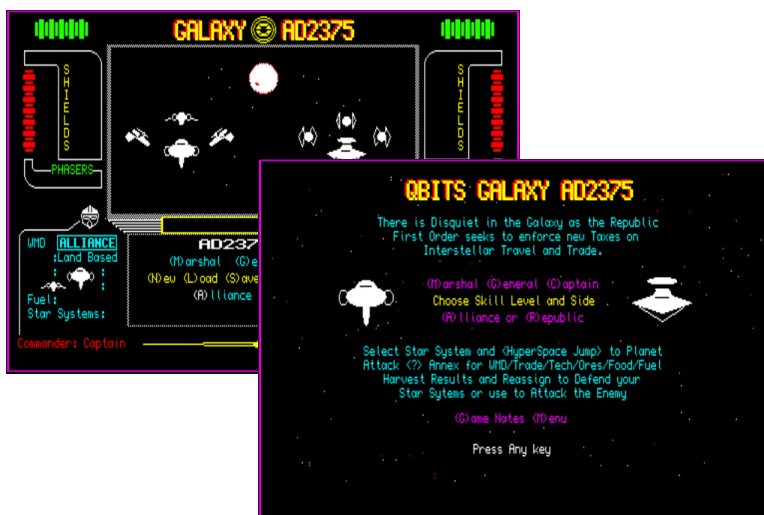 GALAXY AD2375
SHIELDS
SHIELDS
PHASERS
WMD ALLIANCE
:Land Based
: :
: :
Fuel:
Star Systems:
Commander: Captain
AD237
(M)arshal (G)e
(N)ew (L)oad (S)ave
(A)lliance
QBITS GALAXY AD2375
There is Disquiet in the Galaxy as the Republic
First Order seeks to enforce new Taxes on
Interstellar Travel and Trade.
(M)arshal (G)eneral (C)aptain
Choose Skill Level and Side
(A)lliance or (R)epublic
Select Star System and <HyperSpace Jump> to Planet
Attack <?> Annex for WMD/Trade/Tech/Ores/Food/Fuel
Harvest Results and Reassign to Defend your
Star Sytems or use to Attack the Enemy
(G)ame Nates (M)enu
Press Any key